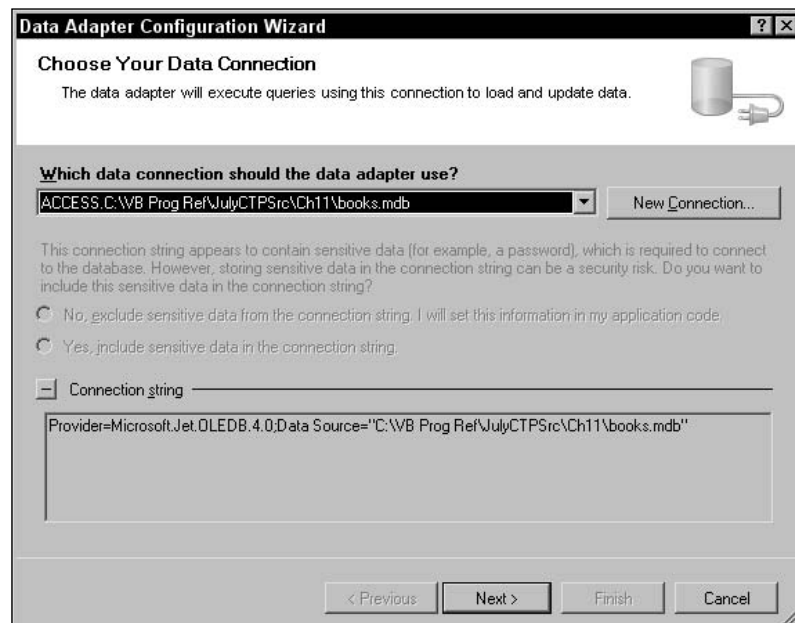 Data Adapter Configuration Wizard
Choose Your Data Connection
The data adapter will execute queries using this connection to load and update data.
Which data connection should the data adapter use?
ACCESS.C:\VB Prog Ref\JulyCTPSrc\Ch11\books.mdb
New Connection...
This connection string appears to contain sensitive data (for example, a password), which is required to connect
to the database. However, storing sensitive data in the connection string can be a security risk. Do you want to
include this sensitive data in the connection string?
No, exclude sensitive data from the connection string. I will set this information in my application code.
Yes, include sensitive data in the connection string.
Connection string
Provider=Microsoft.Jet.OLEDB.4.0;Data Source="C:\VB Prog Ref\JulyCTPSrc\Ch11\books.mdb"
< Previous
Next >
Finish
Cancel